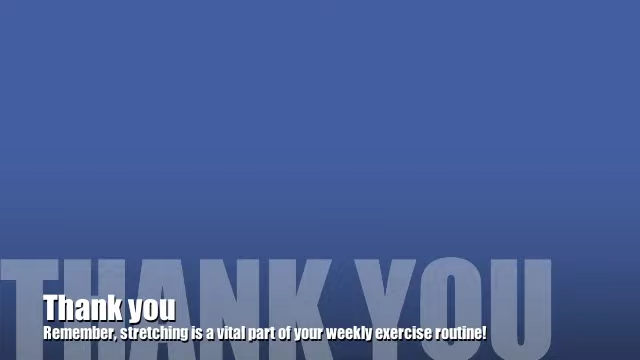 THANK YOU
Thank you
Remember, stretching is a vital part of your weekly exercise routine!